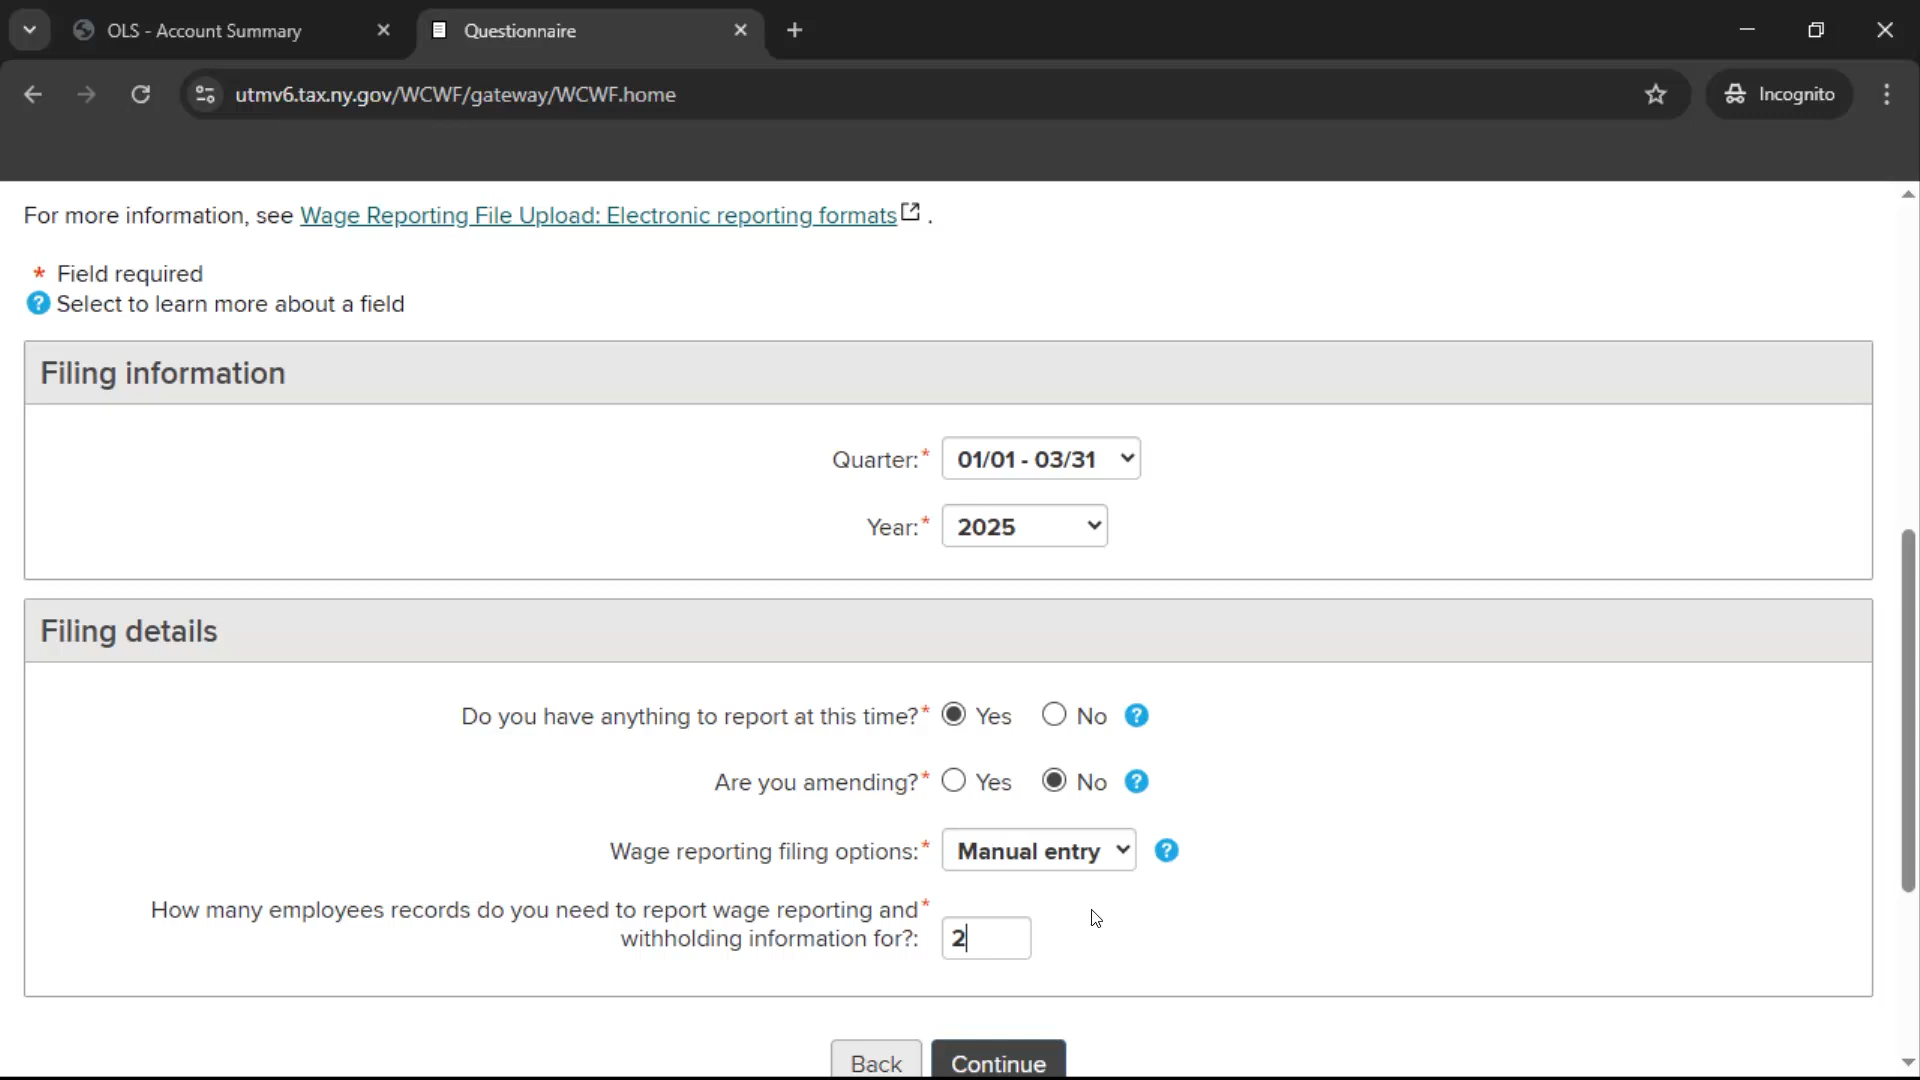 OLS - Account Summary
Questionnaire
utmv6.tax.ny.gov/WCWF/gateway/WCWF.home
Incognito
For more information, see Wage Reporting File Upload: Electronic reporting formats .
* Field required
? Select to learn more about a field
Filing information
Quarter:* 01/01 - 03/31
Year:* 2025
Filing details
Do you have anything to report at this time?* Yes No ?
Are you amending?* Yes No ?
Wage reporting filing options:* Manual entry ?
How many employees records do you need to report wage reporting and*
withholding information for?: 2
Back Continue